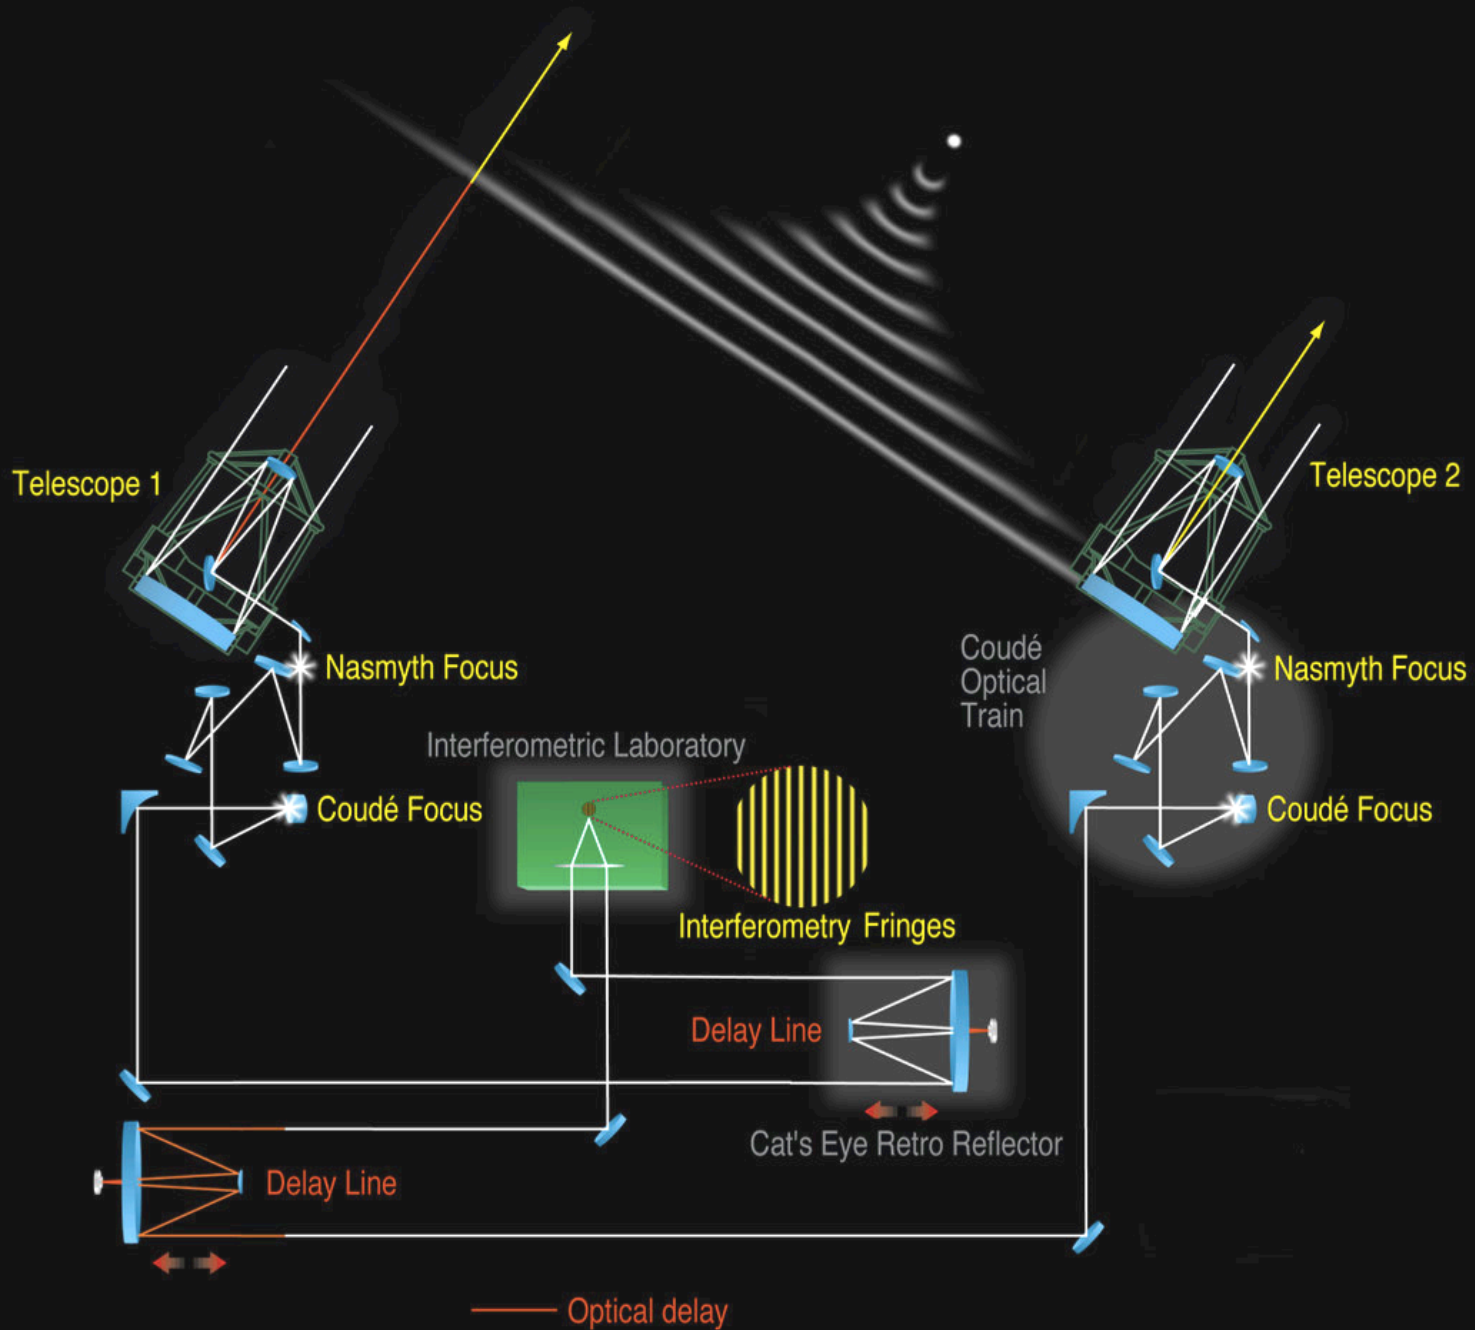 Telescope 1
Telescope 2
Nasmyth Focus
Coudé
Optical
Train
Nasmyth Focus
Interferometric Laboratory
Coudé Focus
Coudé Focus
Interferometry Fringes
Delay Line
Cat's Eye Retro Reflector
Delay Line
Optical delay